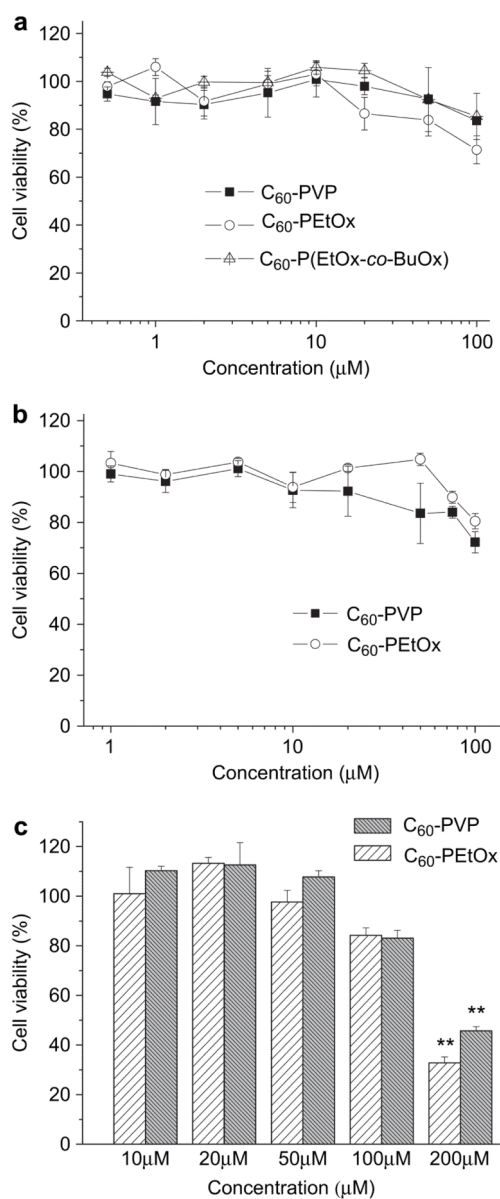 a
120
100
80
60
40
20
0
Cell viability (%)
C60-PVP
C60-PEtOx
C60-P(EtOx-co-BuOx)
1 10 100
Concentration (μM)
b
120
100
80
60
40
20
0
Cell viability (%)
C60-PVP
C60-PEtOx
1 10 100
Concentration (μM)
c
120
100
80
60
40
20
0
Cell viability (%)
C60-PVP
C60-PEtOx
** **
10μM 20μM 50μM 100μM 200μM
Concentration (μM)